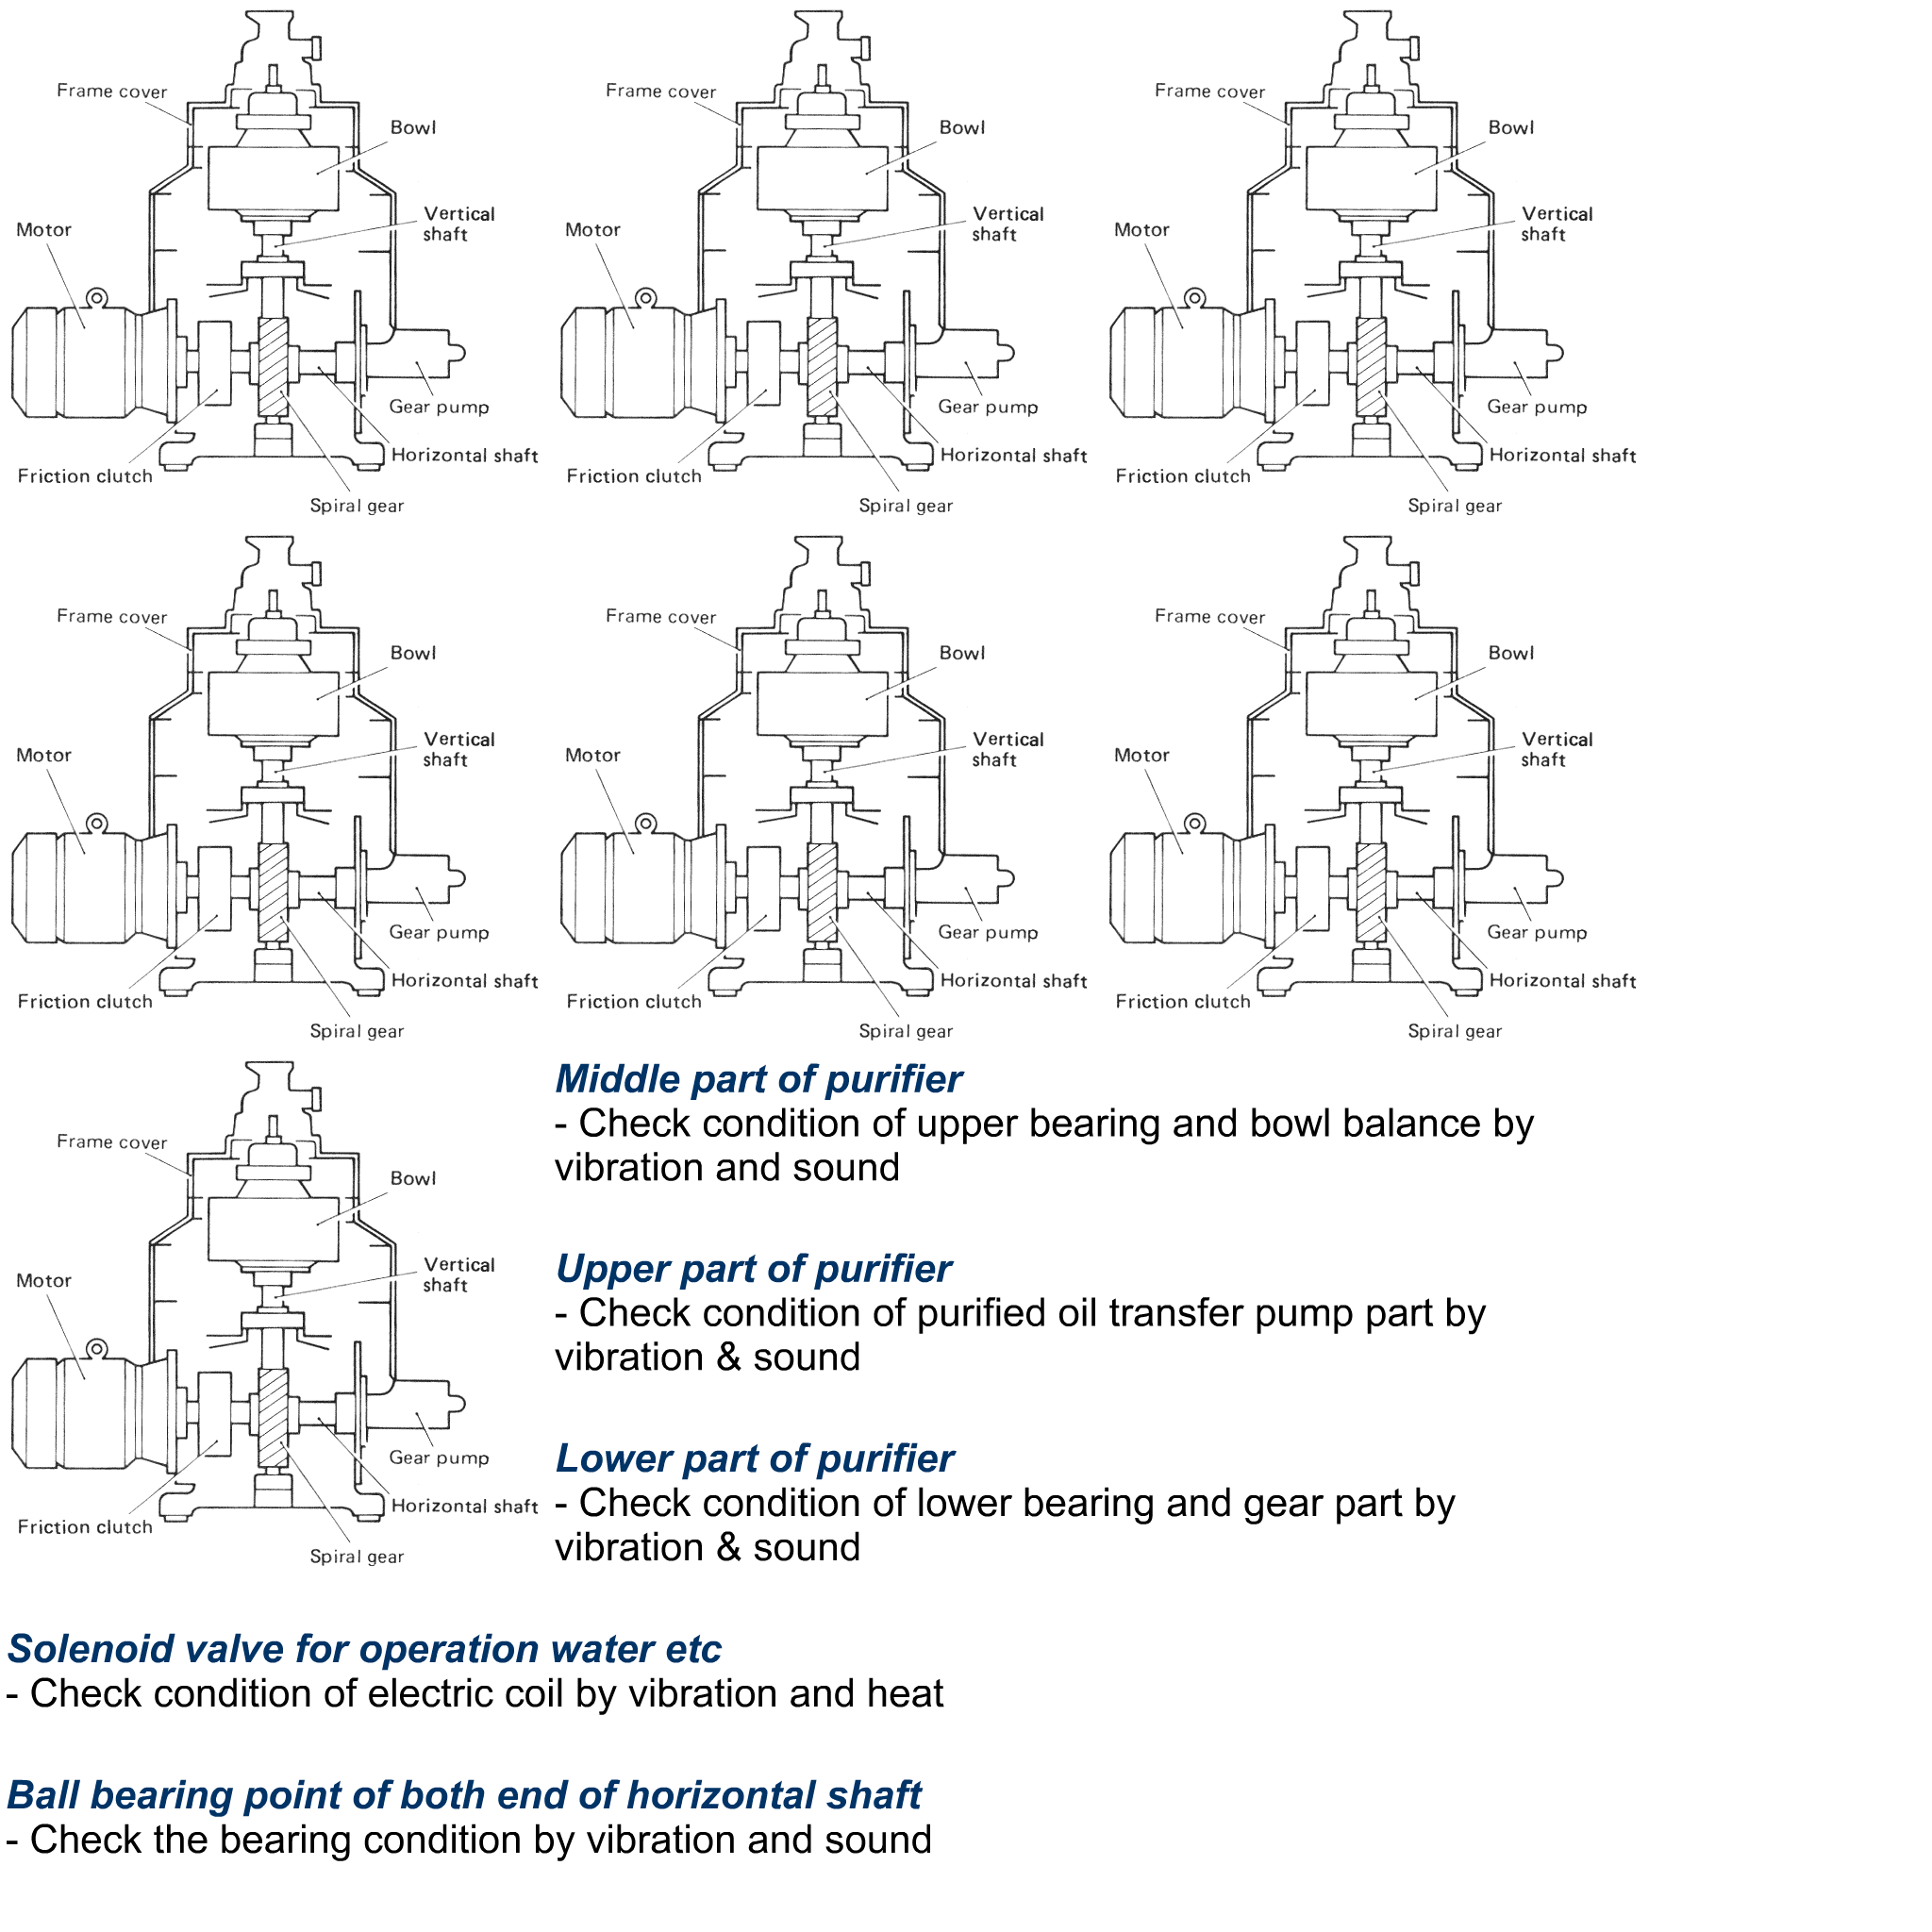 Frame cover
Bowl
Vertical
shaft
Motor
Gear pump
Horizontal shaft
Friction clutch
Spiral gear
Frame cover
Bowl
Vertical
shaft
Motor
Gear pump
Horizontal shaft
Friction clutch
Spiral gear
Frame cover
Bowl
Vertical
shaft
Motor
Gear pump
Horizontal shaft
Friction clutch
Spiral gear
Frame cover
Bowl
Vertical
shaft
Motor
Gear pump
Horizontal shaft
Friction clutch
Spiral gear
Frame cover
Bowl
Vertical
shaft
Motor
Gear pump
Horizontal shaft
Friction clutch
Spiral gear
Frame cover
Bowl
Vertical
shaft
Motor
Gear pump
Horizontal shaft
Friction clutch
Spiral gear
Frame cover
Bowl
Vertical
shaft
Motor
Gear pump
Horizontal shaft
Friction clutch
Spiral gear
Middle part of purifier
- Check condition of upper bearing and bowl balance by
vibration and sound
Upper part of purifier
- Check condition of purified oil transfer pump part by
vibration & sound
Lower part of purifier
- Check condition of lower bearing and gear part by
vibration & sound
Solenoid valve for operation water etc
- Check condition of electric coil by vibration and heat
Ball bearing point of both end of horizontal shaft
- Check the bearing condition by vibration and sound